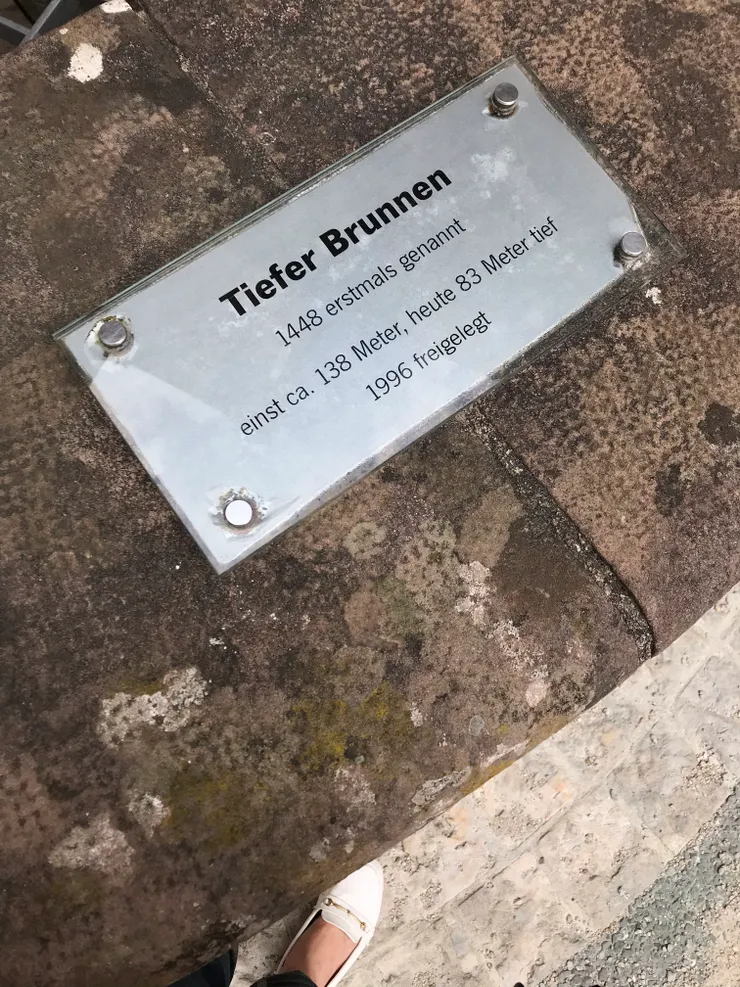 Tiefer Brunnen
1448 erstmals genannt
einst ca. 138 Meter, heute 83 Meter tief
1996 freigelegt